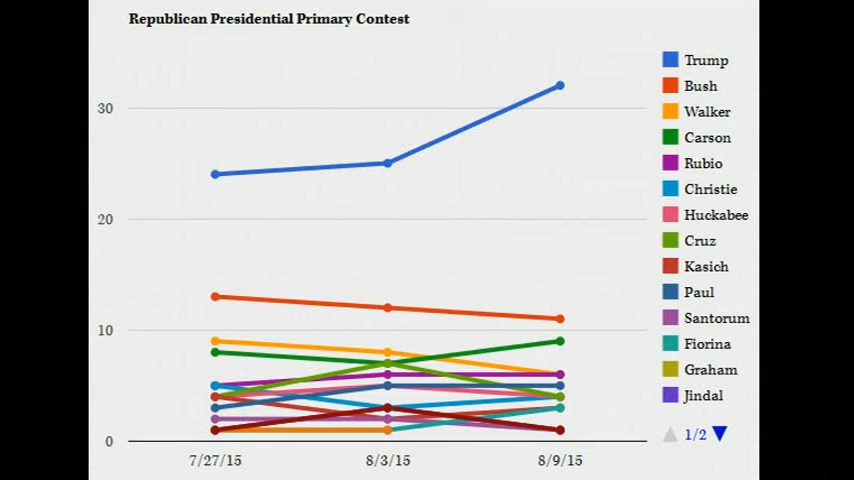 Republican Presidential Primary Contest
30
20
10
0
7/27/15
8/3/15
8/9/15
Trump
Bush
Walker
Carson
Rubio
Christie
Huckabee
Cruz
Kasich
Paul
Santorum
Fiorina
Graham
Jindal
1/2